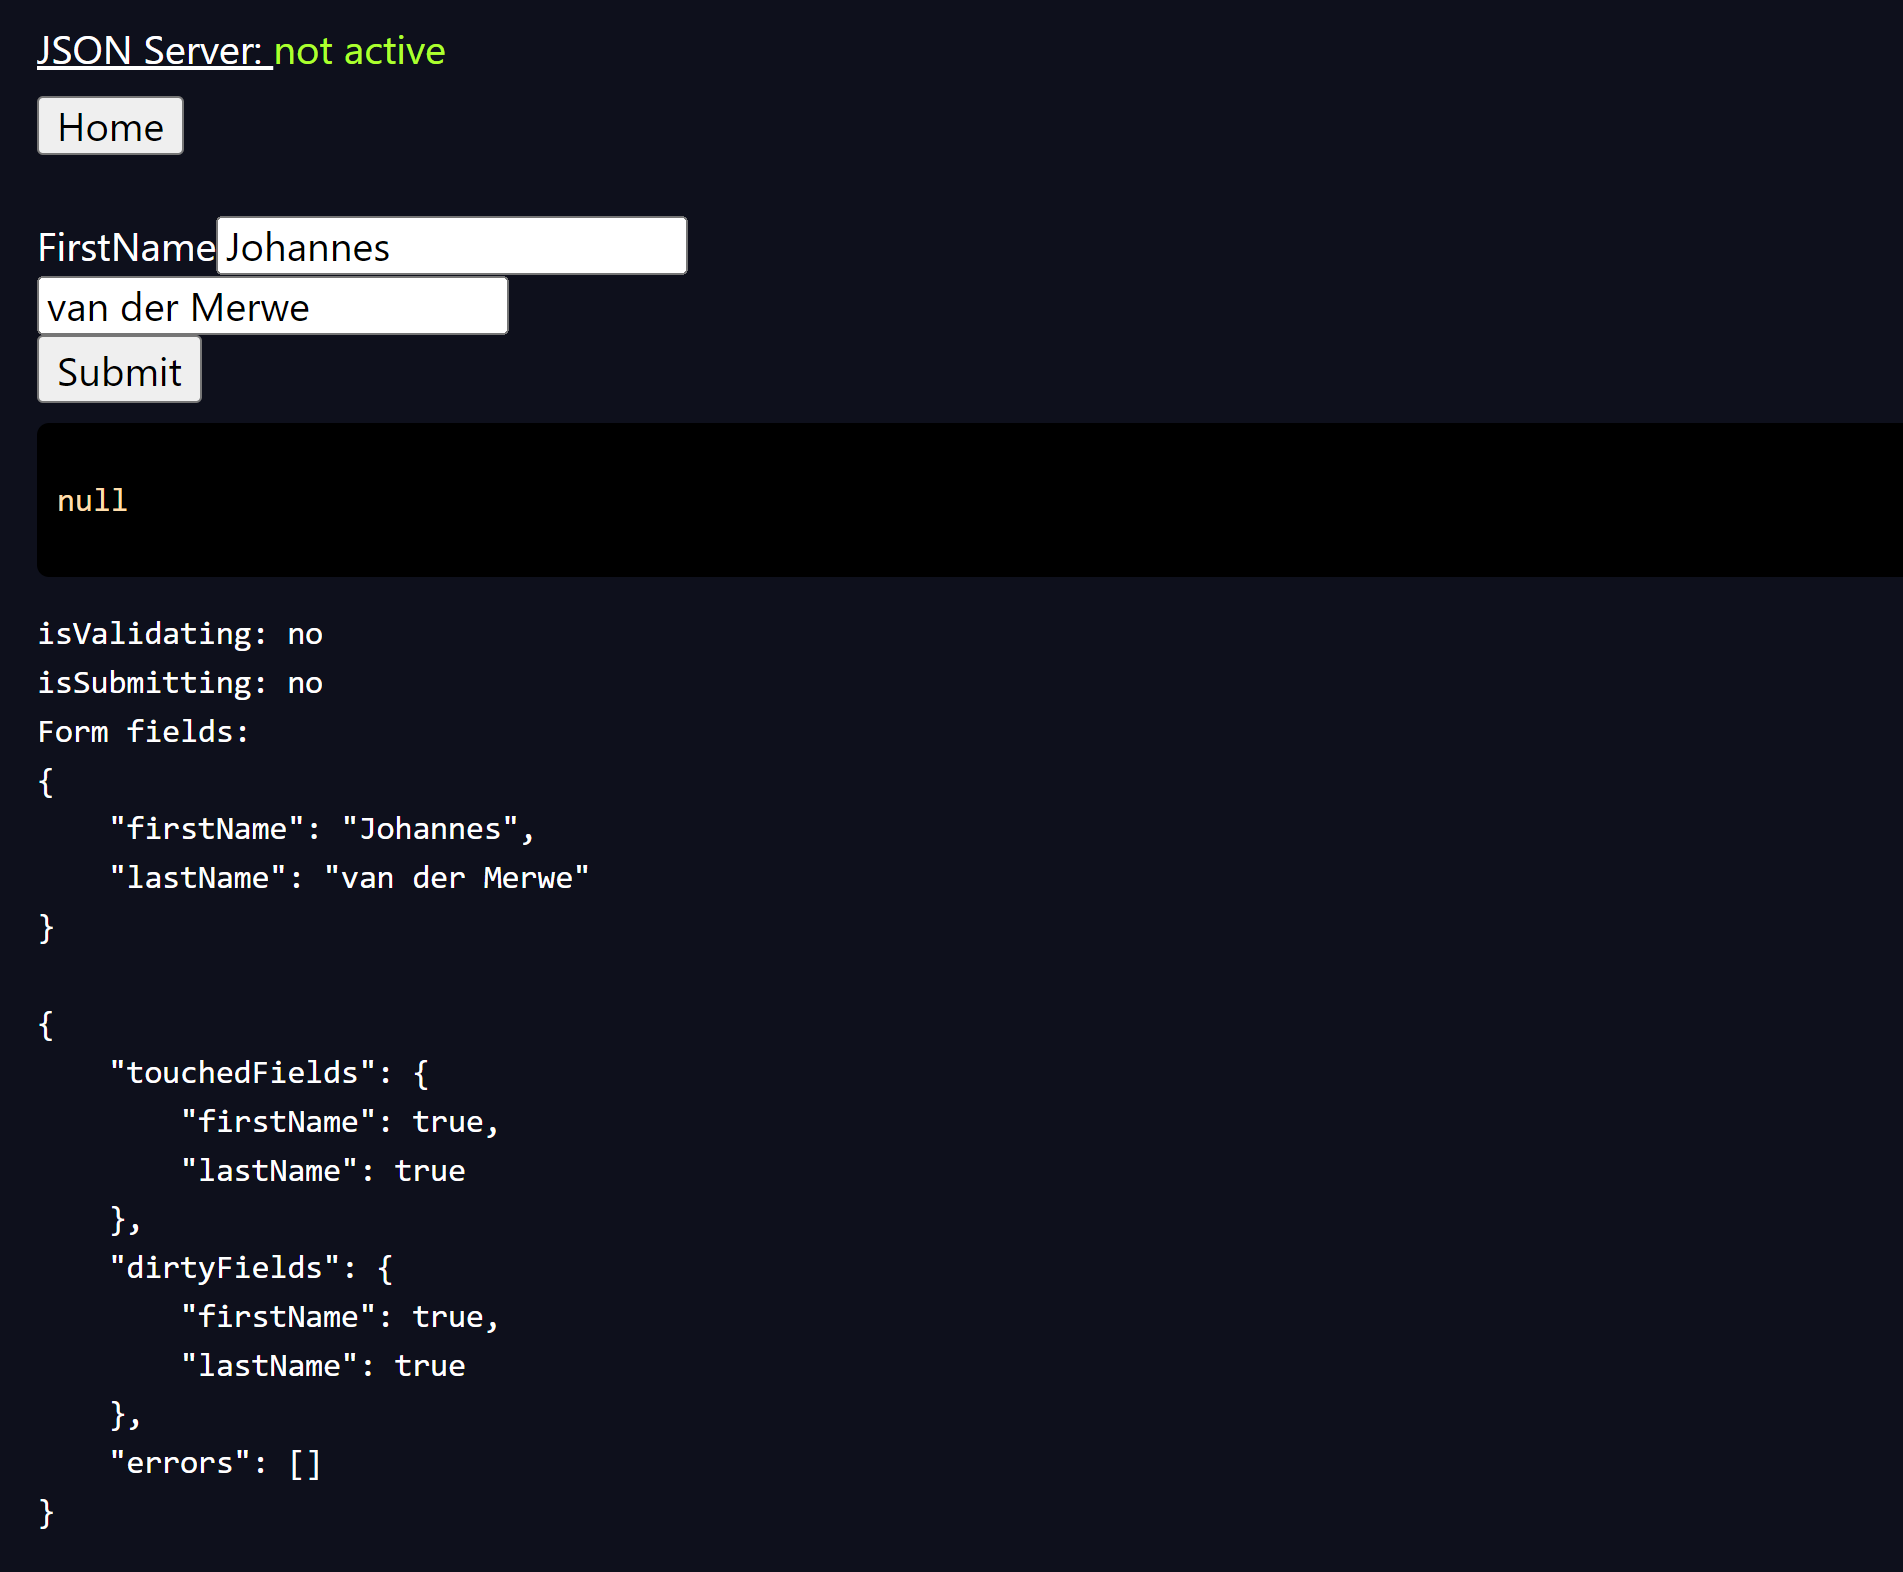 JSON Server: not active
Home
FirstName Johannes
van der Merwe
Submit
null
isValidating: no
isSubmitting: no
Form fields:
{
    "firstName": "Johannes",
    "lastName": "van der Merwe"
}
{
    "touchedFields": {
        "firstName": true,
        "lastName": true
    },
    "dirtyFields": {
        "firstName": true,
        "lastName": true
    },
    "errors": []
}